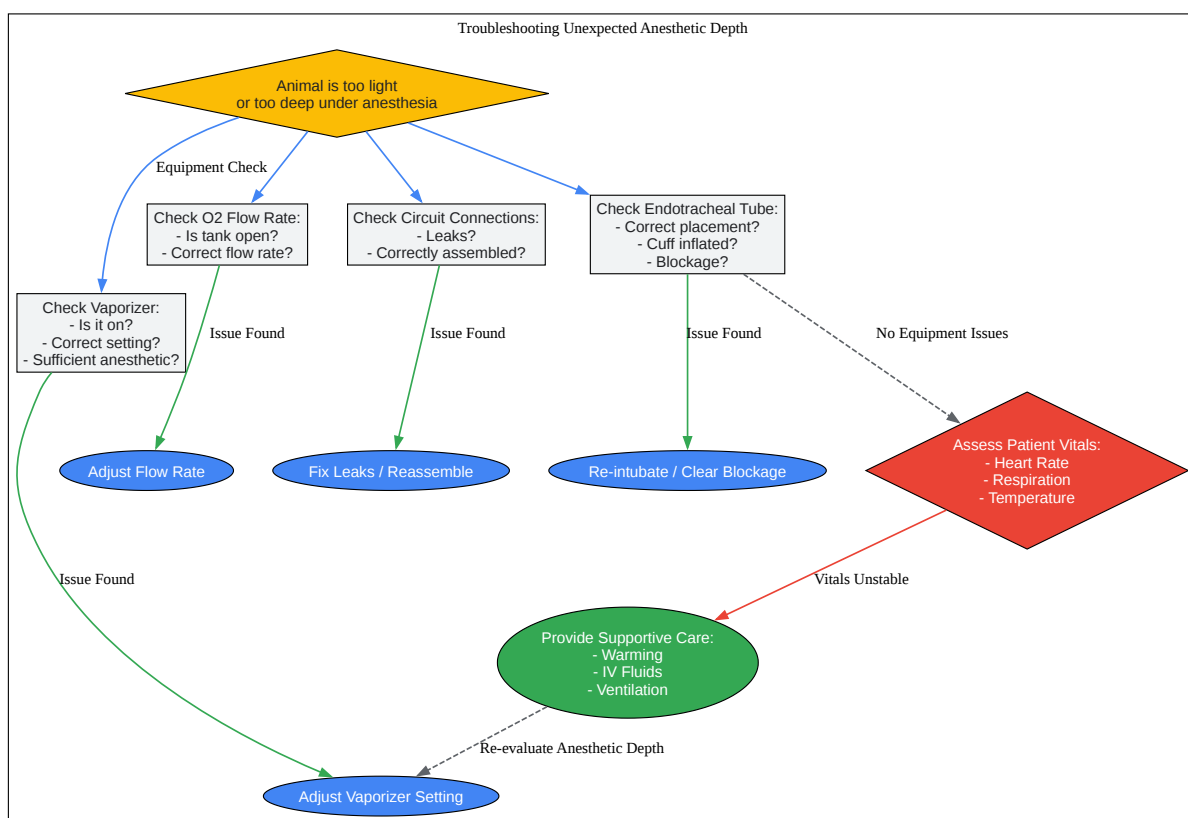 Troubleshooting Unexpected Anesthetic Depth
Animal is too light
or too deep under anesthesia
Equipment Check
Check O2 Flow Rate:
- Is tank open?
- Correct flow rate?
Check Circuit Connections:
- Leaks?
- Correctly assembled?
Check Endotracheal Tube:
- Correct placement?
- Cuff inflated?
- Blockage?
Check Vaporizer:
- Is it on?
- Correct setting?
- Sufficient anesthetic?
Issue Found
Issue Found
Issue Found
No Equipment Issues
Adjust Flow Rate
Fix Leaks / Reassemble
Re-intubate / Clear Blockage
Assess Patient Vitals:
- Heart Rate
- Respiration
- Temperature
Issue Found
Vitals Unstable
Provide Supportive Care:
- Warming
- IV Fluids
- Ventilation
Re-evaluate Anesthetic Depth
Adjust Vaporizer Setting